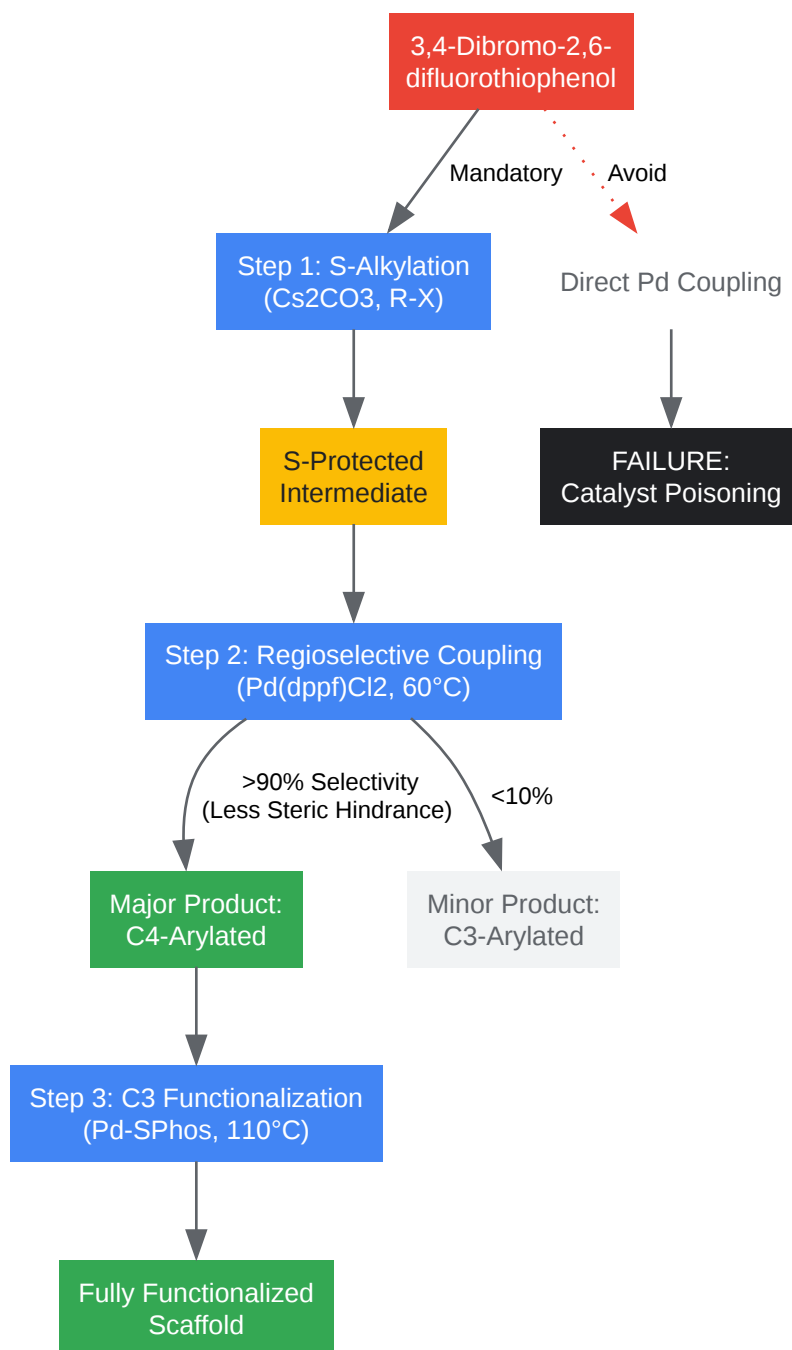 3,4-Dibromo-2,6-
difluorothiophenol
Mandatory
Avoid
Step 1: S-Alkylation
(Cs2CO3, R-X)
Direct Pd Coupling
S-Protected
Intermediate
FAILURE:
Catalyst Poisoning
Step 2: Regioselective Coupling
(Pd(dppf)Cl2, 60°C)
>90% Selectivity
(Less Steric Hindrance)
<10%
Major Product:
C4-Arylated
Minor Product:
C3-Arylated
Step 3: C3 Functionalization
(Pd-SPhos, 110°C)
Fully Functionalized
Scaffold